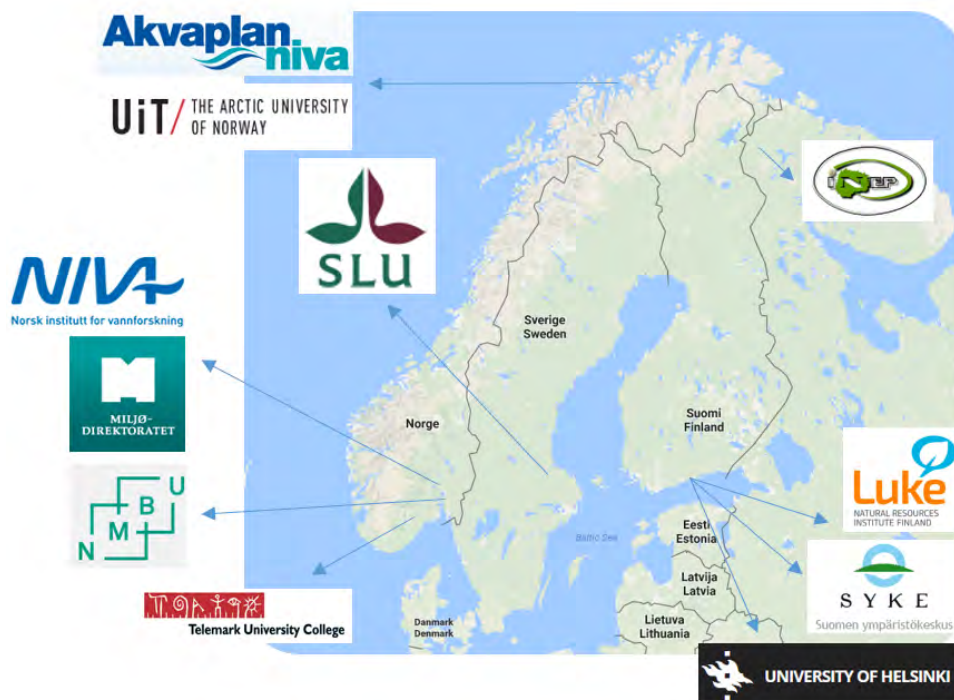 Akvaplan
niva
UiT / THE ARCTIC UNIVERSITY
OF NORWAY
SLU
INEP
NIVA
Norsk institutt for vannforskning
MILJØ-
DIREKTORATET
N M B U
Telemark University College
Sverige
Sweden
Norge
Suomi
Finland
Eesti
Estonia
Baltic Sea
Latvija
Latvia
Lietuva
Lithuania
Danmark
Denmark
Luke
NATURAL RESOURCES
INSTITUTE FINLAND
SYKE
Suomen ympäristökeskus
UNIVERSITY OF HELSINKI